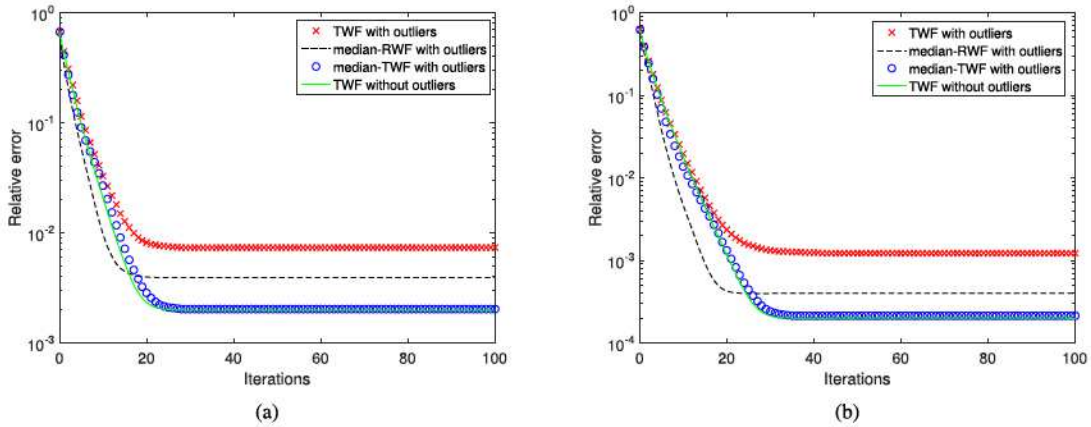 10^0
10^-1
10^-2
10^-3
Relative error
0 20 40 60 80 100
Iterations
TWF with outliers
median-RWF with outliers
median-TWF with outliers
TWF without outliers
(a)
10^0
10^-1
10^-2
10^-3
10^-4
Relative error
0 20 40 60 80 100
Iterations
TWF with outliers
median-RWF with outliers
median-TWF with outliers
TWF without outliers
(b)